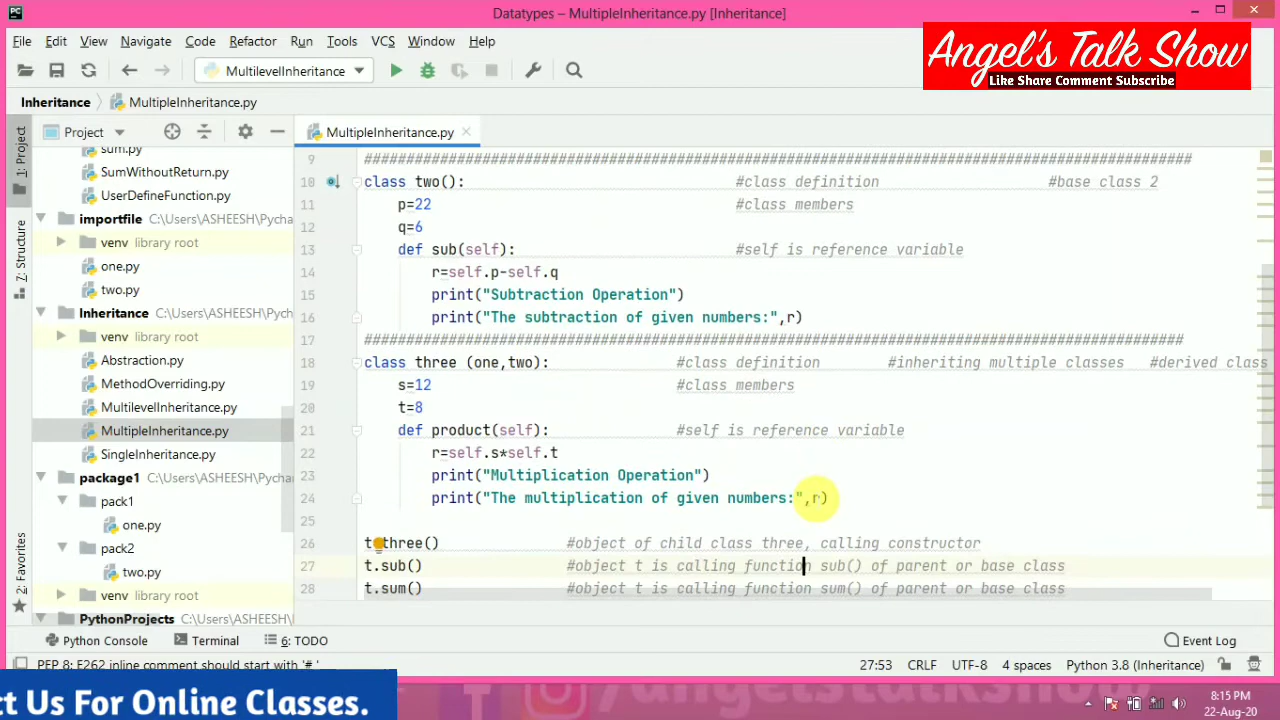 PC
Datatypes – MultipleInheritance.py [Inheritance]
File Edit View Navigate Code Refactor Run Tools VCS Window Help
Angel's Talk Show
Like Share Comment Subscribe
MultilevelInheritance
Inheritance MultipleInheritance.py
1: Project
7: Structure
2: Favorites
Project
MultipleInheritance.py
sum.py
SumWithoutReturn.py
UserDefineFunction.py
importfile C:\Users\ASHEESH\Pycha
venv library root
one.py
two.py
Inheritance C:\Users\ASHEESH\Pych
venv library root
Abstraction.py
MethodOverriding.py
MultilevelInheritance.py
MultipleInheritance.py
SingleInheritance.py
package1 C:\Users\ASHEESH\Pycha
pack1
one.py
pack2
two.py
venv library root
PythonProjects C:\Users\ASHEESH\
9 ##################################################################################################
10 class two(): #class definition #base class 2
11 p=22 #class members
12 q=6
13 def sub(self): #self is reference variable
14 r=self.p-self.q
15 print("Subtraction Operation")
16 print("The subtraction of given numbers:",r)
17 #################################################################################################
18 class three (one,two): #class definition #inheriting multiple classes #derived class
19 s=12 #class members
20 t=8
21 def product(self): #self is reference variable
22 r=self.s*self.t
23 print("Multiplication Operation")
24 print("The multiplication of given numbers:",r)
25
26 t three() #object of child class three, calling constructor
27 t.sub() #object t is calling function sub() of parent or base class
28 t.sum() #object t is calling function sum() of parent or base class
Python Console Terminal 6: TODO Event Log
PEP 8: E262 inline comment should start with '# ' 27:53 CRLF UTF-8 4 spaces Python 3.8 (Inheritance)
ct Us For Online Classes.
/angelstalkshow
8:15 PM
22-Aug-20